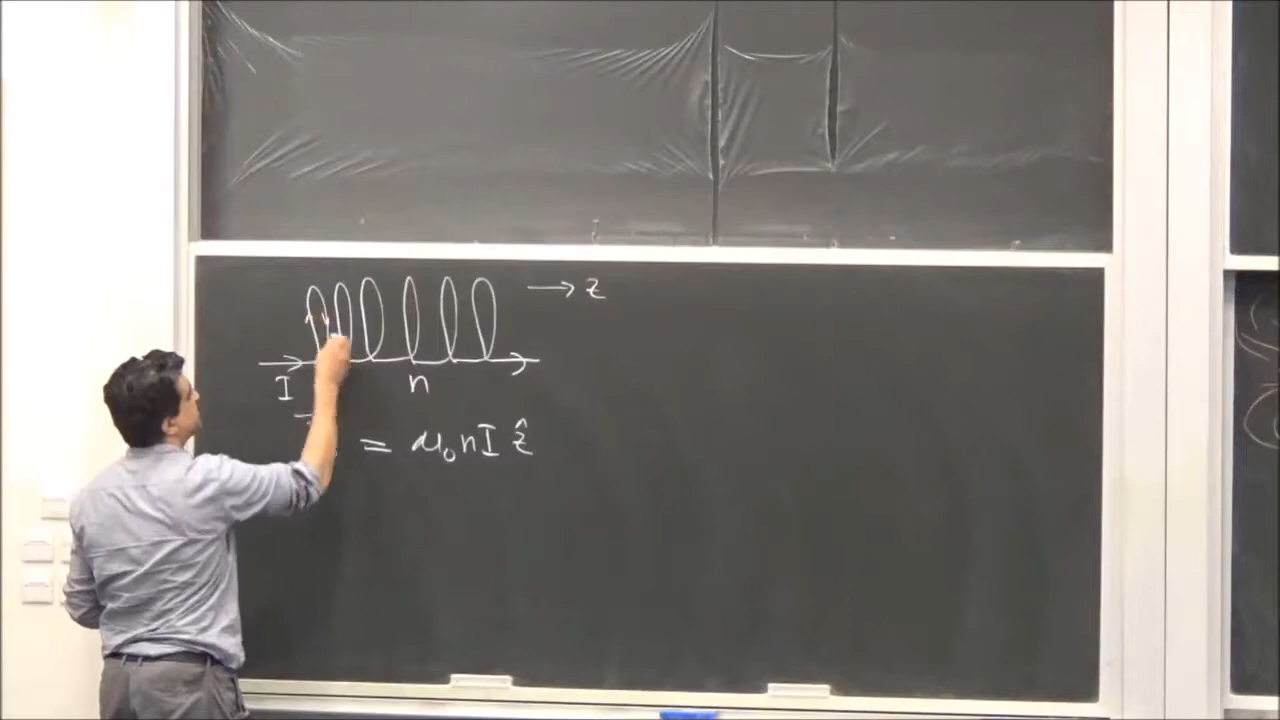 → z
I n
= μ₀nI ẑ